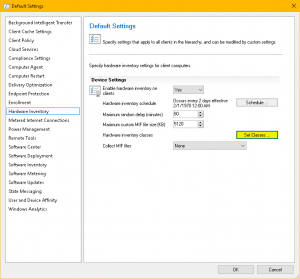 Default Settings
Background Intelligent Transfer
Client Cache Settings
Client Policy
Cloud Services
Compliance Settings
Computer Agent
Computer Restart
Delivery Optimization
Endpoint Protection
Enrollment
Hardware Inventory
Metered Internet Connections
Power Management
Remote Tools
Software Center
Software Deployment
Software Inventory
Software Metering
Software Updates
State Messaging
User and Device Affinity
Windows Analytics
Default Settings
Specify settings that apply to all clients in the hierarchy, and can be modified by custom settings
Specify hardware inventory settings for client computers
Device Settings
Enable hardware inventory on clients
Yes
Hardware inventory schedule
Occurs every 2 days effective 2/1/1970 12:00 AM
Schedule ...
Maximum random delay (minutes)
60
Maximum custom MIF file size (KB)
5120
Hardware inventory classes
Set Classes ...
Collect MIF files
None
OK
Cancel